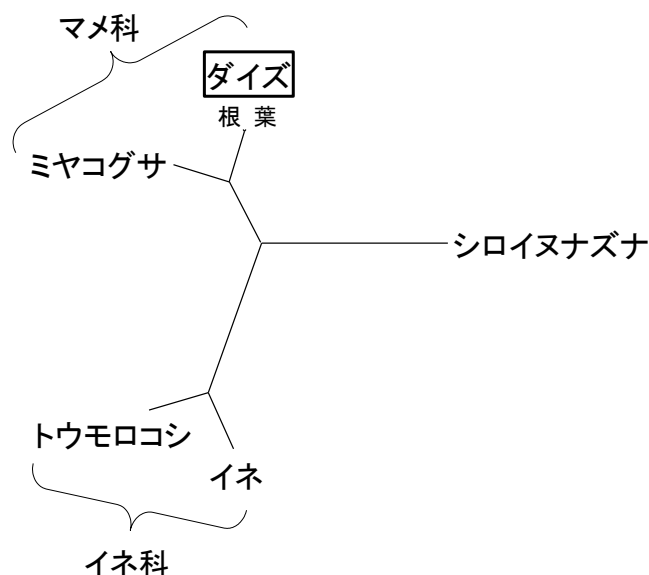 マメ科
ダイズ
根 葉
ミヤコグサ
シロイヌナズナ
トウモロコシ
イネ
イネ科